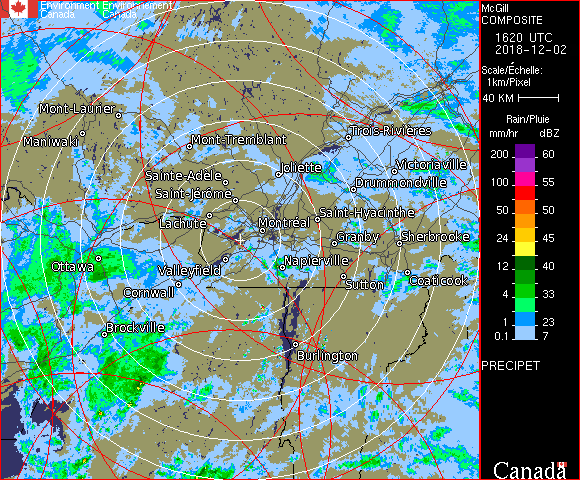 Environment Environnement
Canada Canada
McGill
COMPOSITE
1620 UTC
2018-12-02
Scale/Échelle:
1km/Pixel
40 KM
Rain/Pluie
mm/hr dBZ
200 60
100 55
50 50
24 45
12 40
4 33
1 23
0.1 7
PRECIPET
Canada
Mont-Laurier
Maniwaki
Mont-Tremblant
Trois-Rivières
Joliette
Victoriaville
Sainte-Adèle
Drummondville
Saint-Jérôme
Saint-Hyacinthe
Lachute
Montréal
Granby
Sherbrooke
Ottawa
Valleyfield
Napierville
Cornwall
Sutton
Coaticook
Brockville
Burlington